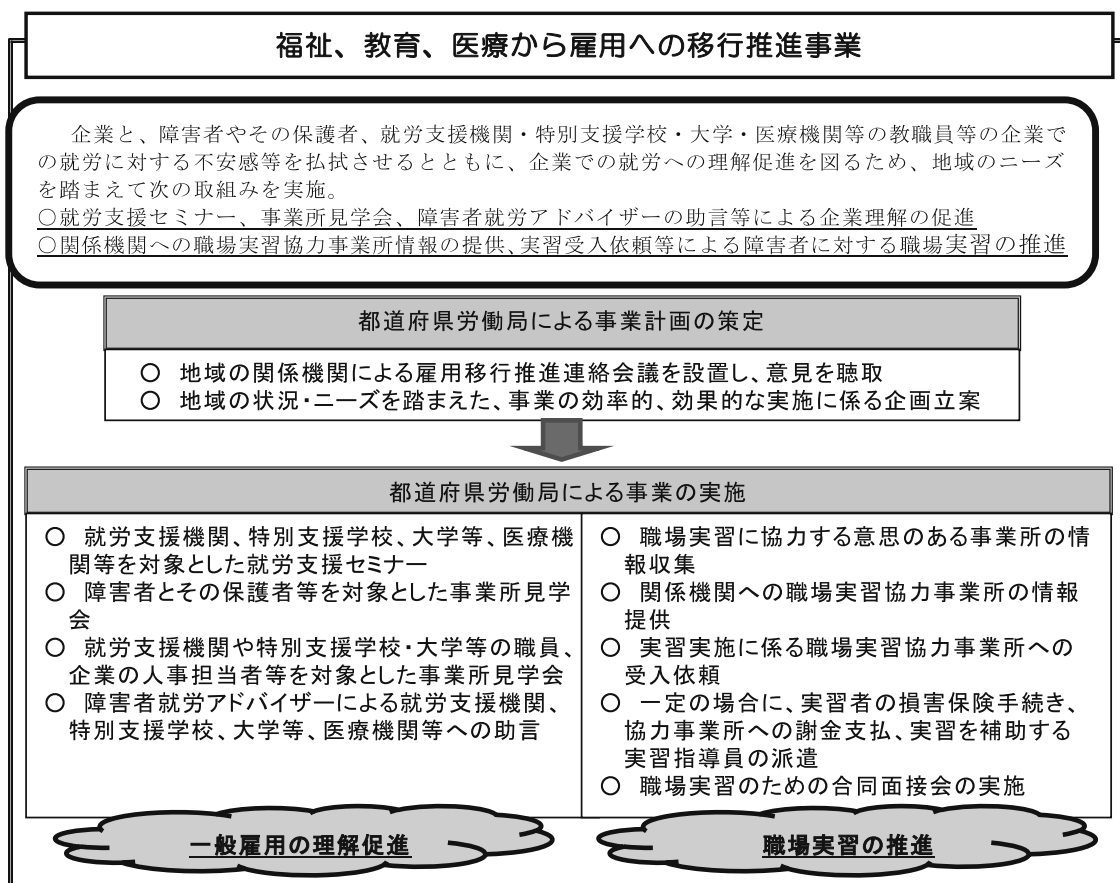 福祉、教育、医療から雇用への移行推進事業
企業と、障害者やその保護者、就労支援機関・特別支援学校・大学・医療機関等の教職員等の企業で
の就労に対する不安感等を払拭させるとともに、企業での就労への理解促進を図るため、地域のニーズ
を踏まえて次の取組みを実施。
○就労支援セミナー、事業所見学会、障害者就労アドバイザーの助言等による企業理解の促進
○関係機関への職場実習協力事業所情報の提供、実習受入依頼等による障害者に対する職場実習の推進
都道府県労働局による事業計画の策定
○ 地域の関係機関による雇用移行推進連絡会議を設置し、意見を聴取
○ 地域の状況・ニーズを踏まえた、事業の効率的、効果的な実施に係る企画立案
都道府県労働局による事業の実施
○ 就労支援機関、特別支援学校、大学等、医療機
関等を対象とした就労支援セミナー
○ 障害者とその保護者等を対象とした事業所見学
会
○ 就労支援機関や特別支援学校・大学等の職員、
企業の人事担当者等を対象とした事業所見学会
○ 障害者就労アドバイザーによる就労支援機関、
特別支援学校、大学等、医療機関等への助言
○ 職場実習に協力する意思のある事業所の情
報収集
○ 関係機関への職場実習協力事業所の情報
提供
○ 実習実施に係る職場実習協力事業所への
受入依頼
○ 一定の場合に、実習者の損害保険手続き、
協力事業所への謝金支払、実習を補助する
実習指導員の派遣
○ 職場実習のための合同面接会の実施
一般雇用の理解促進
職場実習の推進